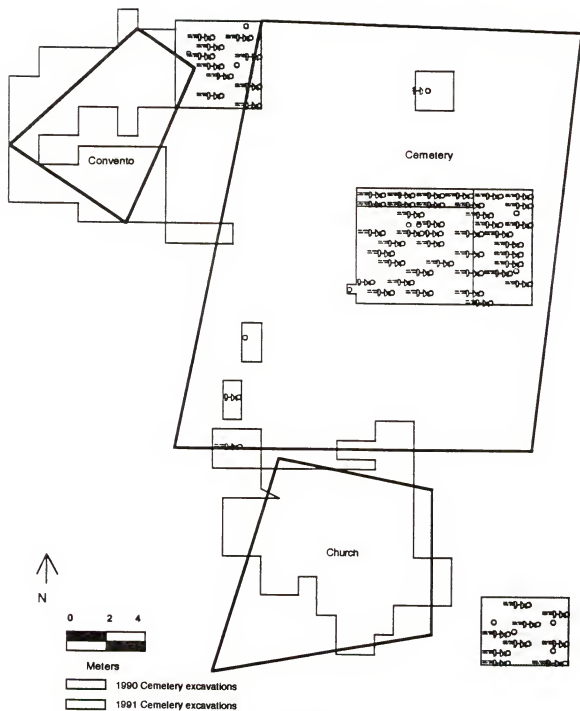 Convento
Cemetery
Church
N
0 2 4
Meters
1990 Cemetery excavations
1991 Cemetery excavations